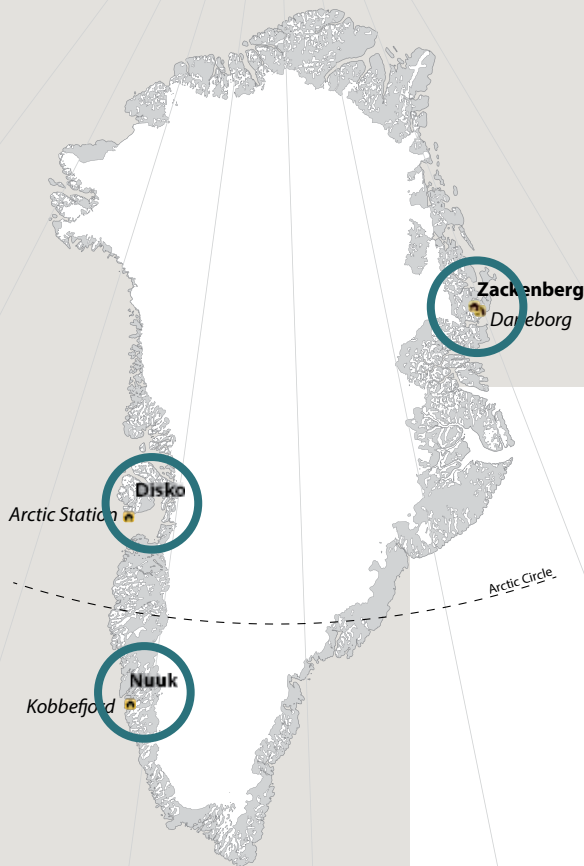 Zackenberg
Daneborg
Disko
Arctic Station
Arctic Circle
Nuuk
Kobbefjord